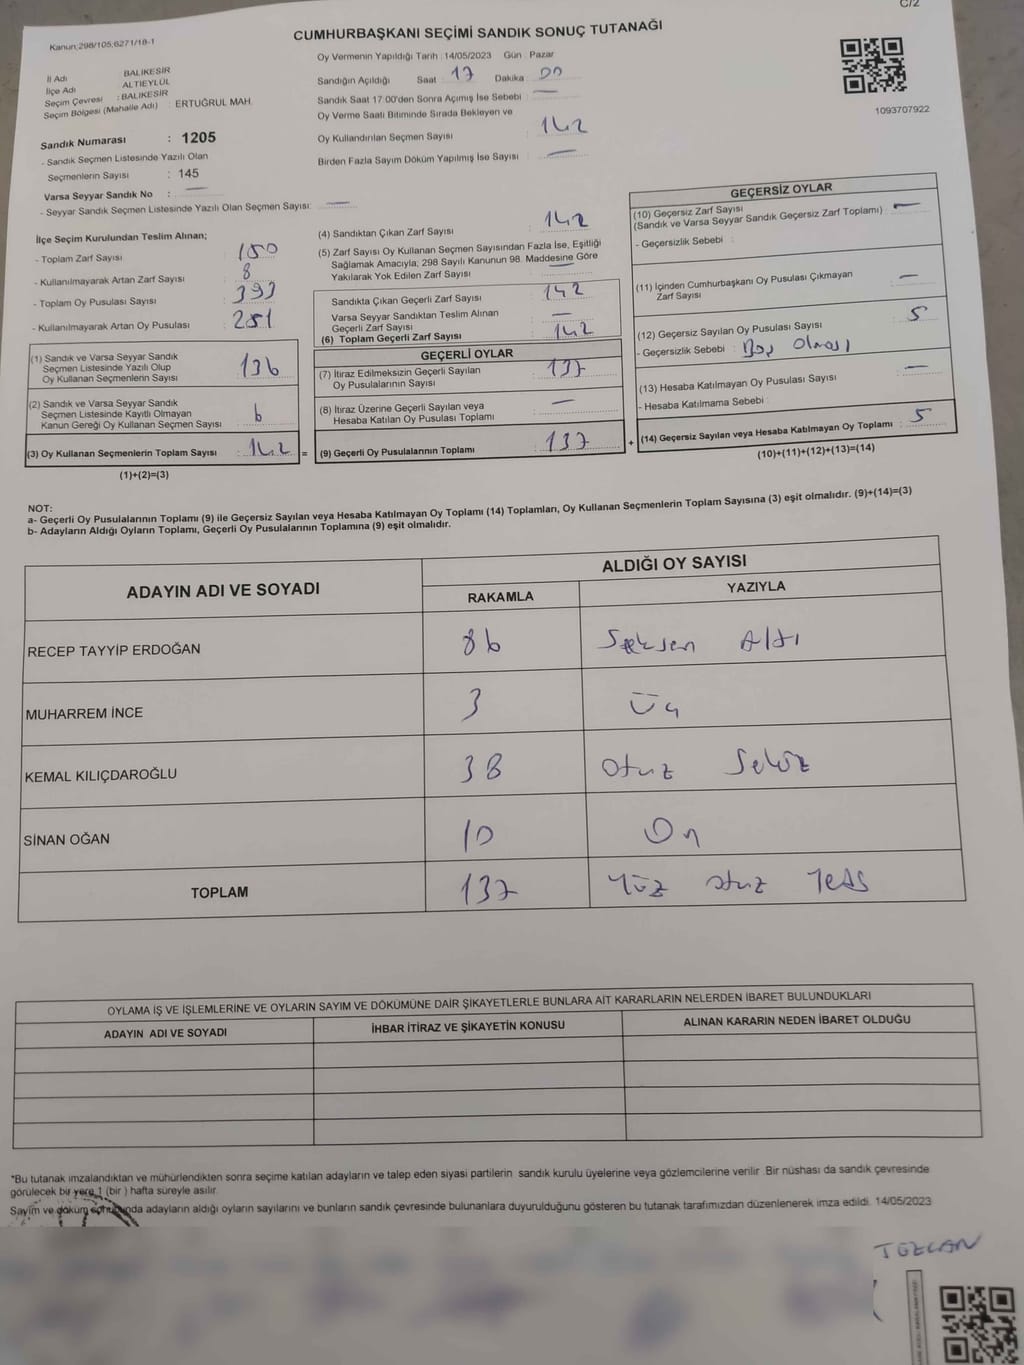 C/2
Kanun;298/105;6271/18-1
CUMHURBAŞKANI SEÇİMİ SANDIK SONUÇ TUTANAĞI
İl Adı BALIKESİR
İlçe Adı ALTIEYLÜL
Seçim Çevresi : BALIKESİR
Seçim Bölgesi (Mahalle Adı) : ERTUĞRUL MAH.
Oy Vermenin Yapıldığı Tarih : 14/05/2023 Gün : Pazar
Sandığın Açıldığı Saat : 17 Dakika : 00
Sandık Saat 17:00'den Sonra Açımış İse Sebebi : —
Oy Verme Saati Bitiminde Sırada Bekleyen ve
Oy Kullandırılan Seçmen Sayısı : 142
Birden Fazla Sayım Döküm Yapılmış İse Sayısı : —
1093707922
Sandık Numarası : 1205
- Sandık Seçmen Listesinde Yazılı Olan
Seçmenlerin Sayısı : 145
Varsa Seyyar Sandık No : —
- Seyyar Sandık Seçmen Listesinde Yazılı Olan Seçmen Sayısı: —
İlçe Seçim Kurulundan Teslim Alınan;
- Toplam Zarf Sayısı : 150
- Kullanılmayarak Artan Zarf Sayısı : 8
- Toplam Oy Pusulası Sayısı : 393
- Kullanılmayarak Artan Oy Pusulası : 251
(1) Sandık ve Varsa Seyyar Sandık
Seçmen Listesinde Yazılı Olup
Oy Kullanan Seçmenlerin Sayısı : 136
(2) Sandık ve Varsa Seyyar Sandık
Seçmen Listesinde Kayıtlı Olmayan
Kanun Gereği Oy Kullanan Seçmen Sayısı : 6
(3) Oy Kullanan Seçmenlerin Toplam Sayısı : 142 =
(1)+(2)=(3)
(4) Sandıktan Çıkan Zarf Sayısı : 142
(5) Zarf Sayısı Oy Kullanan Seçmen Sayısından Fazla İse, Eşitliği
Sağlamak Amacıyla; 298 Sayılı Kanunun 98. Maddesine Göre
Yakılarak Yok Edilen Zarf Sayısı : —
Sandıkta Çıkan Geçerli Zarf Sayısı : 142
Varsa Seyyar Sandıktan Teslim Alınan
Geçerli Zarf Sayısı : —
(6) Toplam Geçerli Zarf Sayısı : 142
GEÇERLİ OYLAR
(7) İtiraz Edilmeksizin Geçerli Sayılan
Oy Pusulalarının Sayısı : 137
(8) İtiraz Üzerine Geçerli Sayılan veya
Hesaba Katılan Oy Pusulası Toplamı : —
(9) Geçerli Oy Pusulalarının Toplamı : 137 +
GEÇERSİZ OYLAR
(10) Geçersiz Zarf Sayısı
(Sandık ve Varsa Seyyar Sandık Geçersiz Zarf Toplamı) : —
- Geçersizlik Sebebi :
(11) İçinden Cumhurbaşkanı Oy Pusulası Çıkmayan
Zarf Sayısı : —
(12) Geçersiz Sayılan Oy Pusulası Sayısı : 5
- Geçersizlik Sebebi : Boş Olması
(13) Hesaba Katılmayan Oy Pusulası Sayısı : —
- Hesaba Katılmama Sebebi :
(14) Geçersiz Sayılan veya Hesaba Katılmayan Oy Toplamı : 5
(10)+(11)+(12)+(13)=(14)
NOT:
a- Geçerli Oy Pusulalarının Toplamı (9) ile Geçersiz Sayılan veya Hesaba Katılmayan Oy Toplamı (14) Toplamları, Oy Kullanan Seçmenlerin Toplam Sayısına (3) eşit olmalıdır. (9)+(14)=(3)
b- Adayların Aldığı Oyların Toplamı, Geçerli Oy Pusulalarının Toplamına (9) eşit olmalıdır.
ADAYIN ADI VE SOYADI ALDIĞI OY SAYISI
RAKAMLA YAZIYLA
RECEP TAYYİP ERDOĞAN 86 Seksen Altı
MUHARREM İNCE 3 Üç
KEMAL KILIÇDAROĞLU 38 Otuz Sekiz
SİNAN OĞAN 10 On
TOPLAM 137 Yüz otuz Yedi
OYLAMA İŞ VE İŞLEMLERİNE VE OYLARIN SAYIM VE DÖKÜMÜNE DAİR ŞİKAYETLERLE BUNLARA AİT KARARLARIN NELERDEN İBARET BULUNDUKLARI
ADAYIN ADI VE SOYADI İHBAR İTİRAZ VE ŞİKAYETİN KONUSU ALINAN KARARIN NEDEN İBARET OLDUĞU
*Bu tutanak imzalandıktan ve mühürlendikten sonra seçime katılan adayların ve talep eden siyasi partilerin sandık kurulu üyelerine veya gözlemcilerine verilir. Bir nüshası da sandık çevresinde
görülecek bir yere 1 (bir ) hafta süreyle asılır.
Sayım ve döküm sonucunda adayların aldığı oyların sayılarını ve bunların sandık çevresinde bulunanlara duyurulduğunu gösteren bu tutanak tarafımızdan düzenlenerek imza edildi. 14/05/2023
TEZCAN